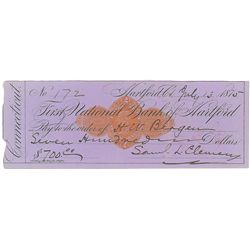 Connecticut
No 172 Hartford Ct. July 13 1875
First National Bank of Hartford
Pay to the order of H. W. Bergen
Seven Hundred Dollars
$700.00 Saml. L. Clemens